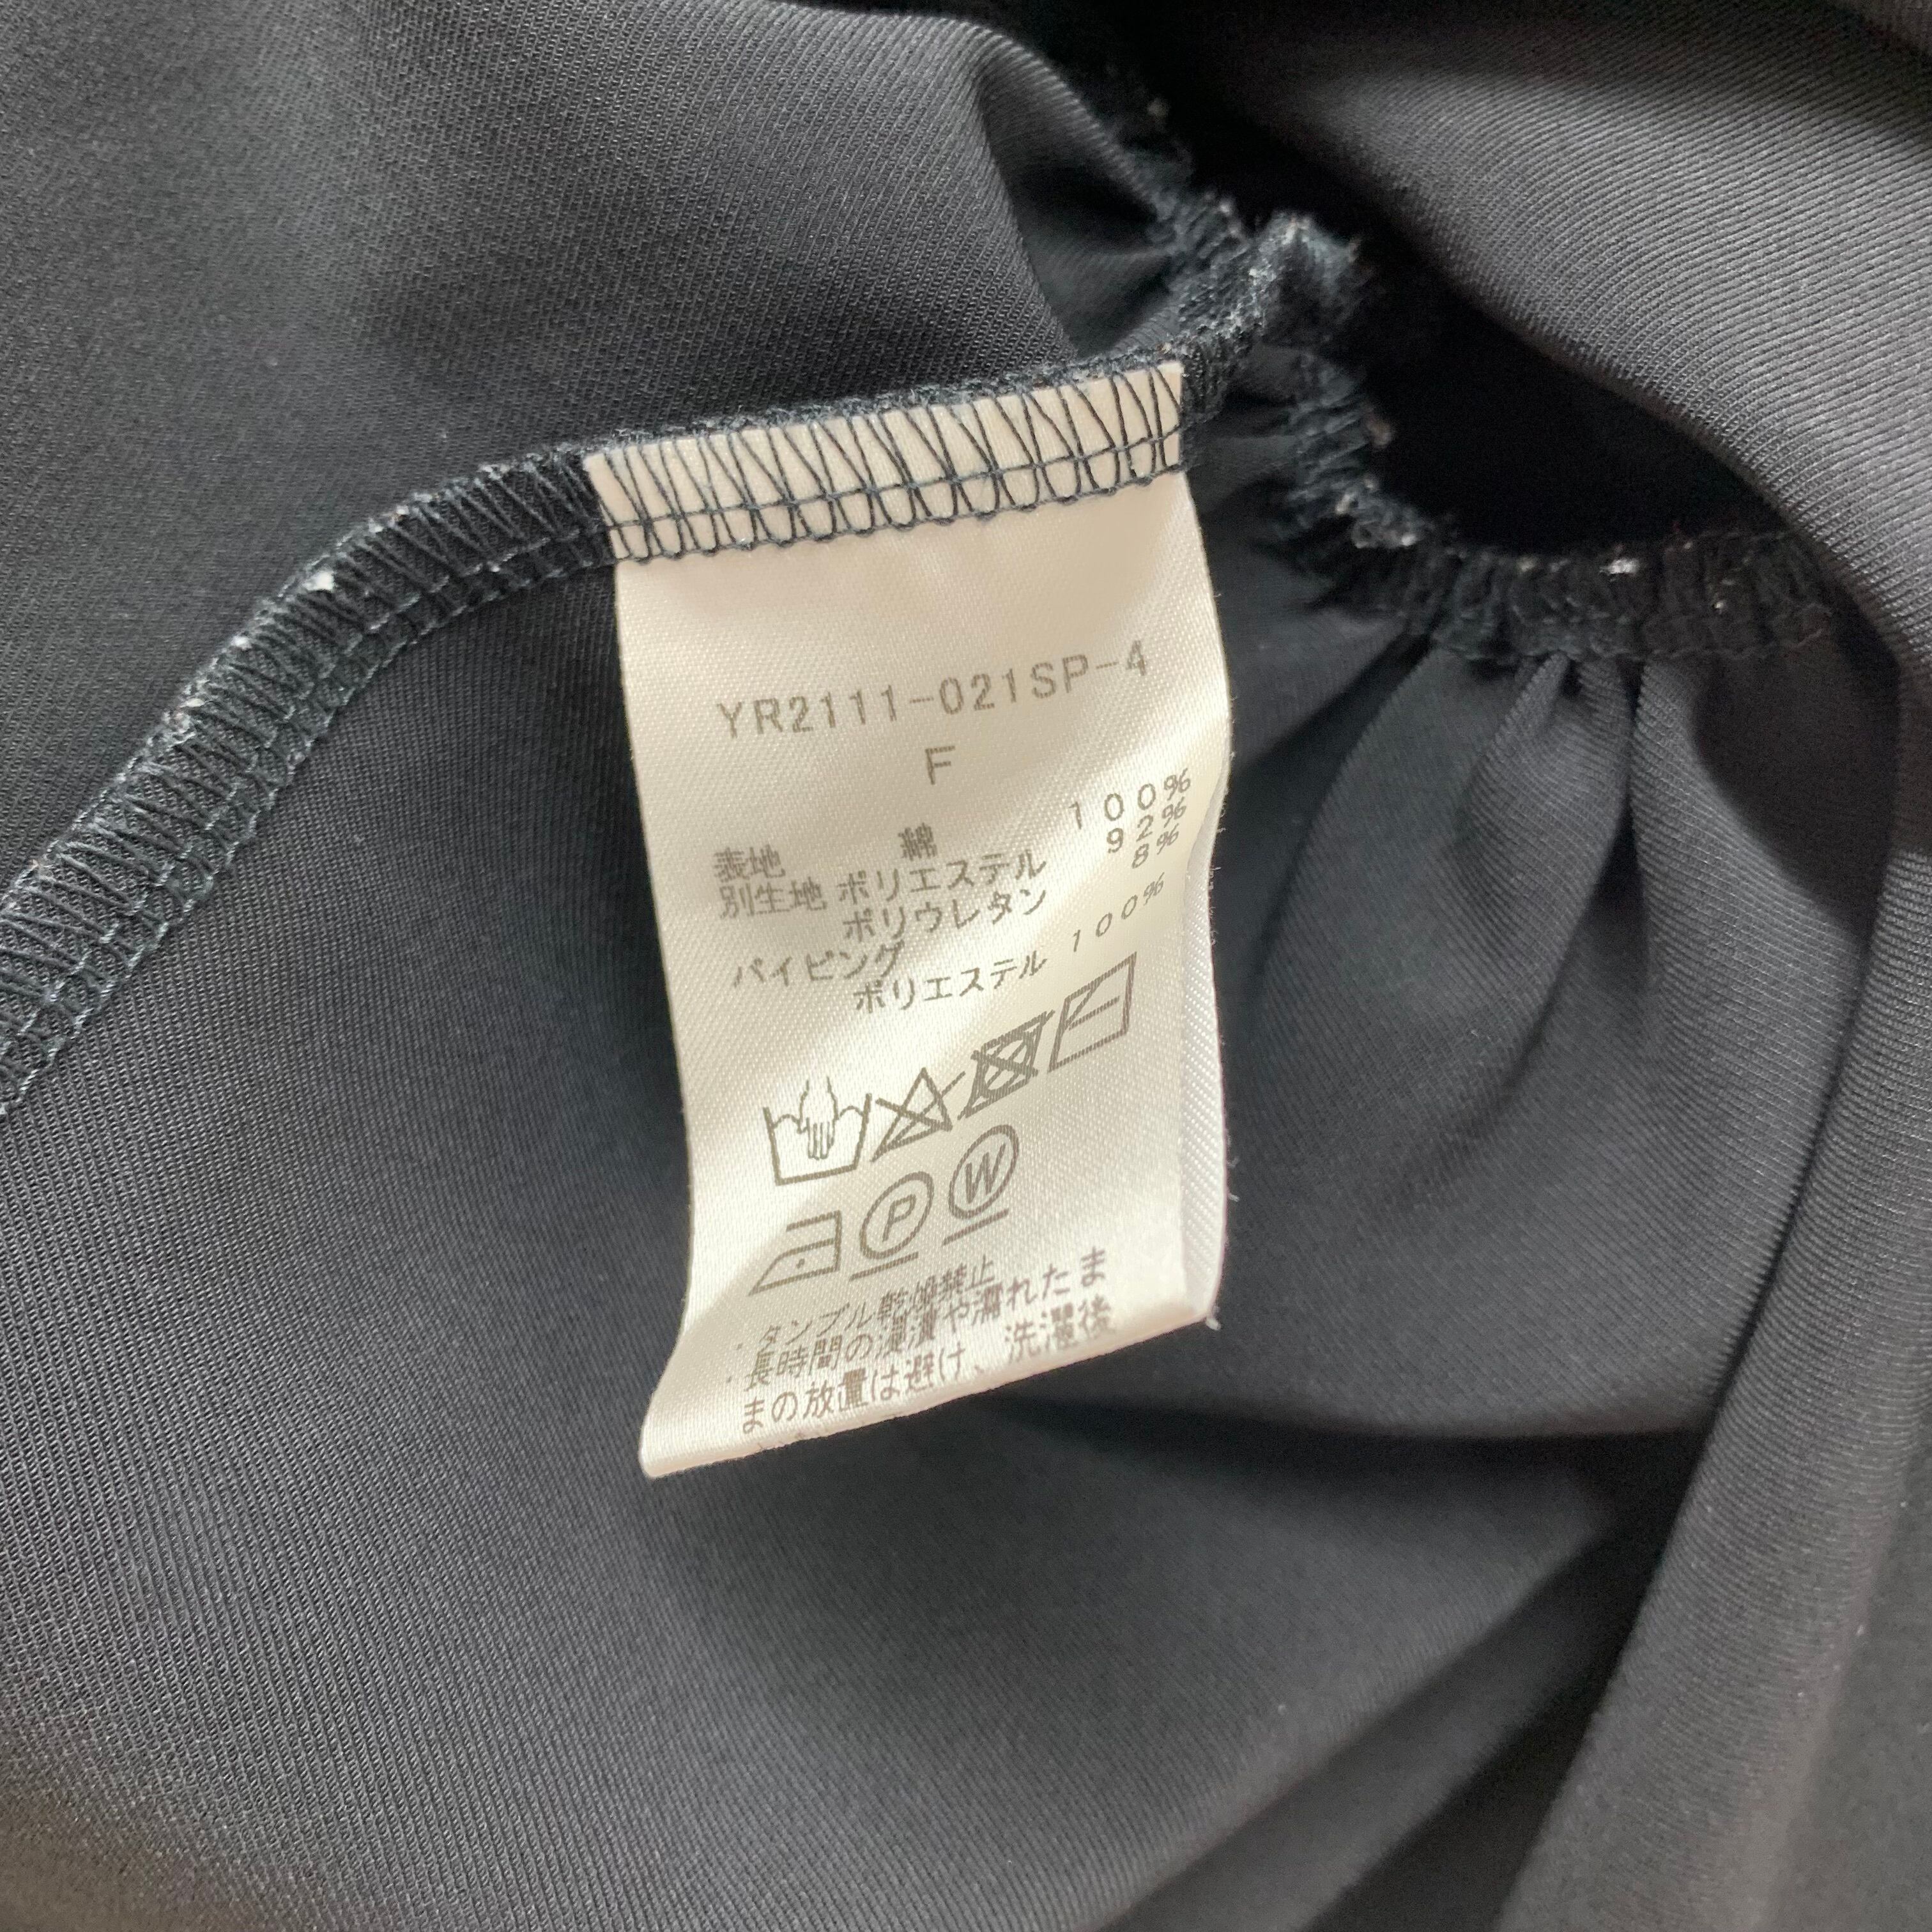 YR2111-021SP-4
F
表地 綿 100%
別生地 ポリエステル 92%
ポリウレタン 8%
パイピング
ポリエステル 100%
P W
・タンブル乾燥禁止
・長時間の浸漬や濡れたま
まの放置は避け、洗濯後